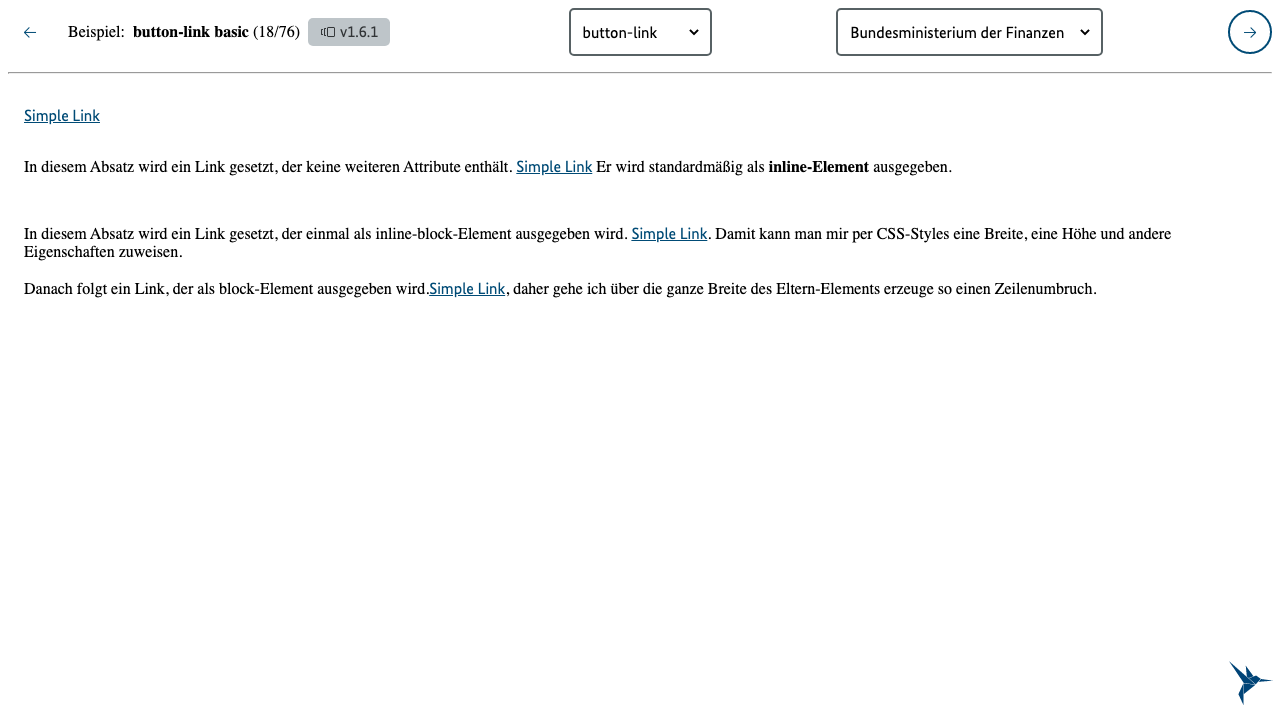 Beispiel: button-link basic (18/76) v1.6.1 button-link Bundesministerium der Finanzen
Simple Link
In diesem Absatz wird ein Link gesetzt, der keine weiteren Attribute enthält. Simple Link Er wird standardmäßig als inline-Element ausgegeben.
In diesem Absatz wird ein Link gesetzt, der einmal als inline-block-Element ausgegeben wird. Simple Link. Damit kann man mir per CSS-Styles eine Breite, eine Höhe und andere
Eigenschaften zuweisen.
Danach folgt ein Link, der als block-Element ausgegeben wird.Simple Link, daher gehe ich über die ganze Breite des Eltern-Elements erzeuge so einen Zeilenumbruch.